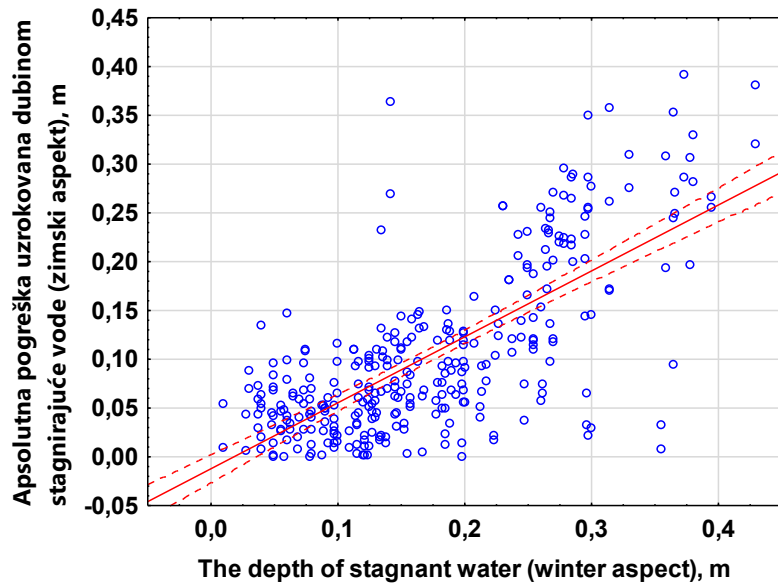 0,45
0,40
0,35
0,30
0,25
0,20
0,15
0,10
0,05
0,00
-0,05
Apsolutna pogreška uzrokovana dubinom
stagnirajuće vode (zimski aspekt), m
0,0 0,1 0,2 0,3 0,4
The depth of stagnant water (winter aspect), m